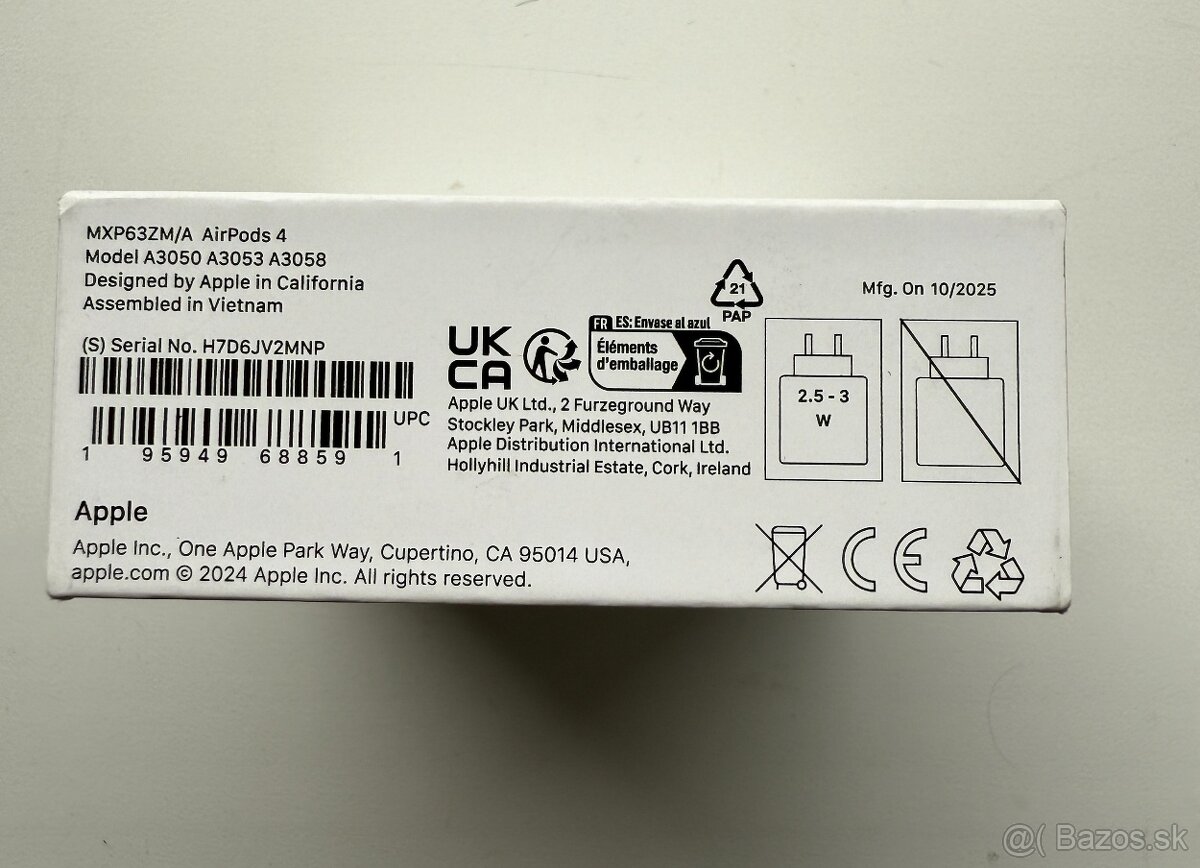 MXP63ZM/A AirPods 4
Model A3050 A3053 A3058
Designed by Apple in California
Assembled in Vietnam
(S) Serial No. H7D6JV2MNP
UPC
1 95949 68859 1
UK
CA
FR ES: Envase al azul
Éléments
d'emballage
21
PAP
Mfg. On 10/2025
2.5 - 3
W
Apple UK Ltd., 2 Furzeground Way
Stockley Park, Middlesex, UB11 1BB
Apple Distribution International Ltd.
Hollyhill Industrial Estate, Cork, Ireland
Apple
Apple Inc., One Apple Park Way, Cupertino, CA 95014 USA,
apple.com © 2024 Apple Inc. All rights reserved.
CE
@( Bazos.sk